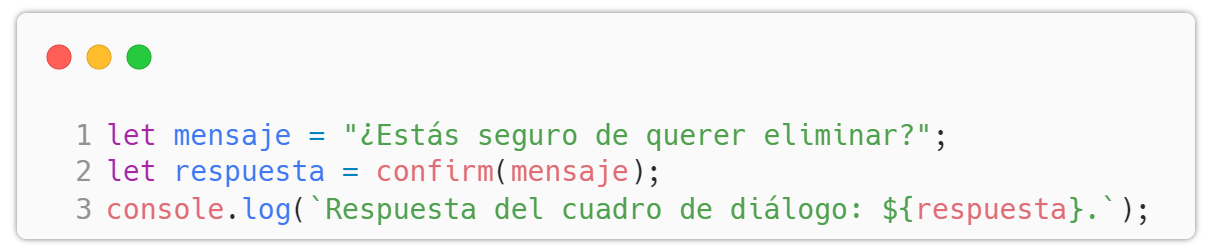 1 let mensaje = "¿Estás seguro de querer eliminar?";
2 let respuesta = confirm(mensaje);
3 console.log(`Respuesta del cuadro de diálogo: ${respuesta}.`);